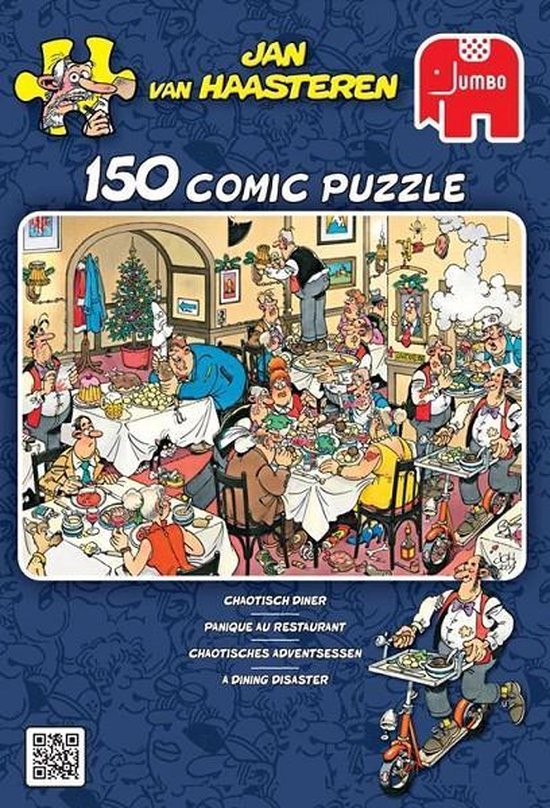 JAN
VAN HAASTEREN
JUMBO
150 COMIC PUZZLE
CHAOTISCH DINER
PANIQUE AU RESTAURANT
CHAOTISCHES ADVENTSESSEN
A DINING DISASTER